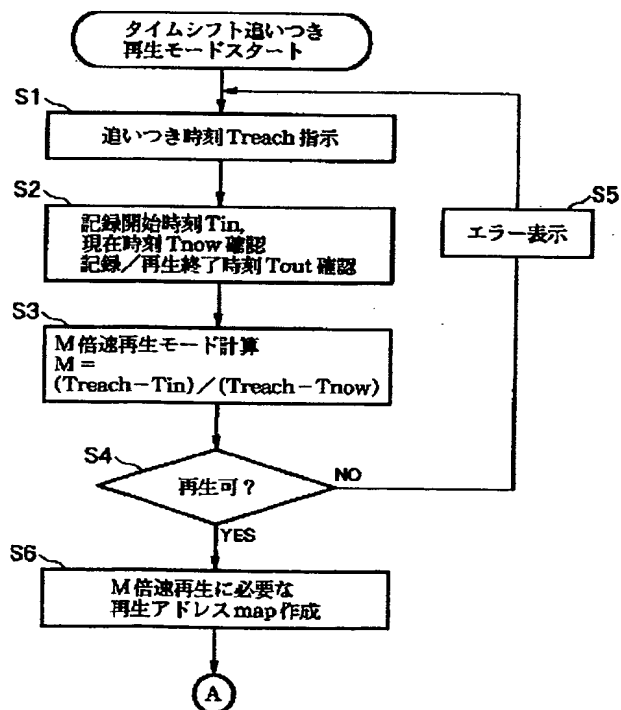 タイムシフト追いつき
再生モードスタート
S1
追いつき時刻Treach指示
S2
記録開始時刻Tin,
現在時刻Tnow確認
記録／再生終了時刻Tout確認
S5
エラー表示
S3
M倍速再生モード計算
M＝
(Treach－Tin)／(Treach－Tnow)
S4
再生可？
NO
YES
S6
M倍速再生に必要な
再生アドレスmap作成
A